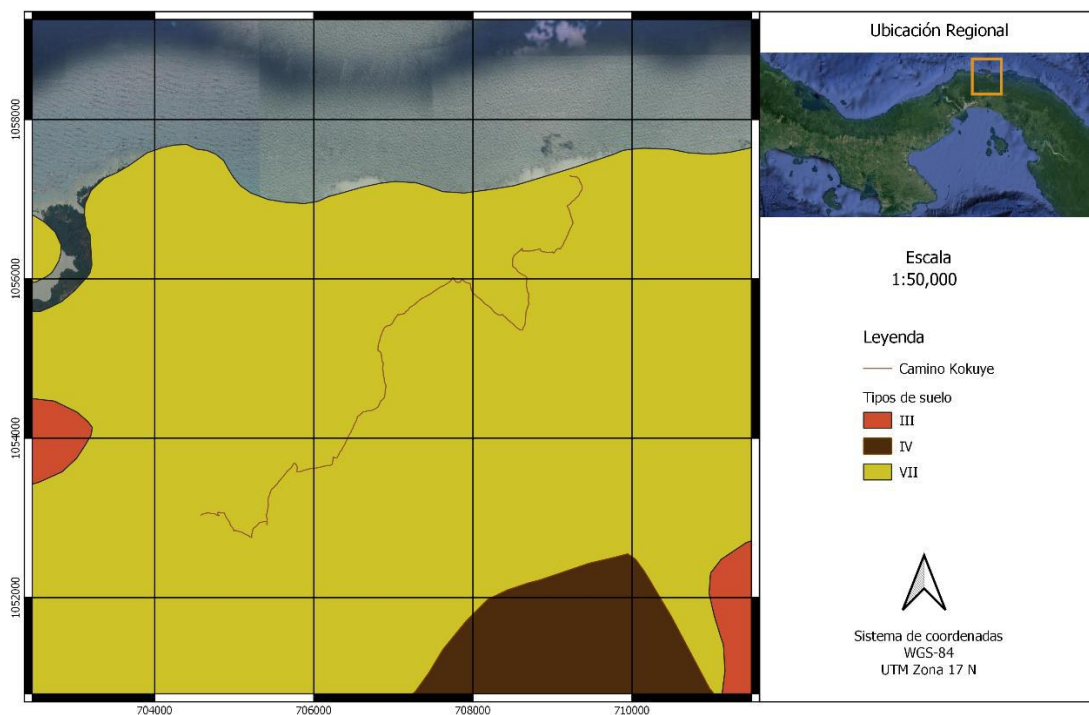 Ubicación Regional
Escala
1:50,000
Leyenda
Camino Kokuye
Tipos de suelo
III
IV
VII
Sistema de coordenadas
WGS-84
UTM Zona 17 N
1058000
1056000
1054000
1052000
704000
706000
708000
710000